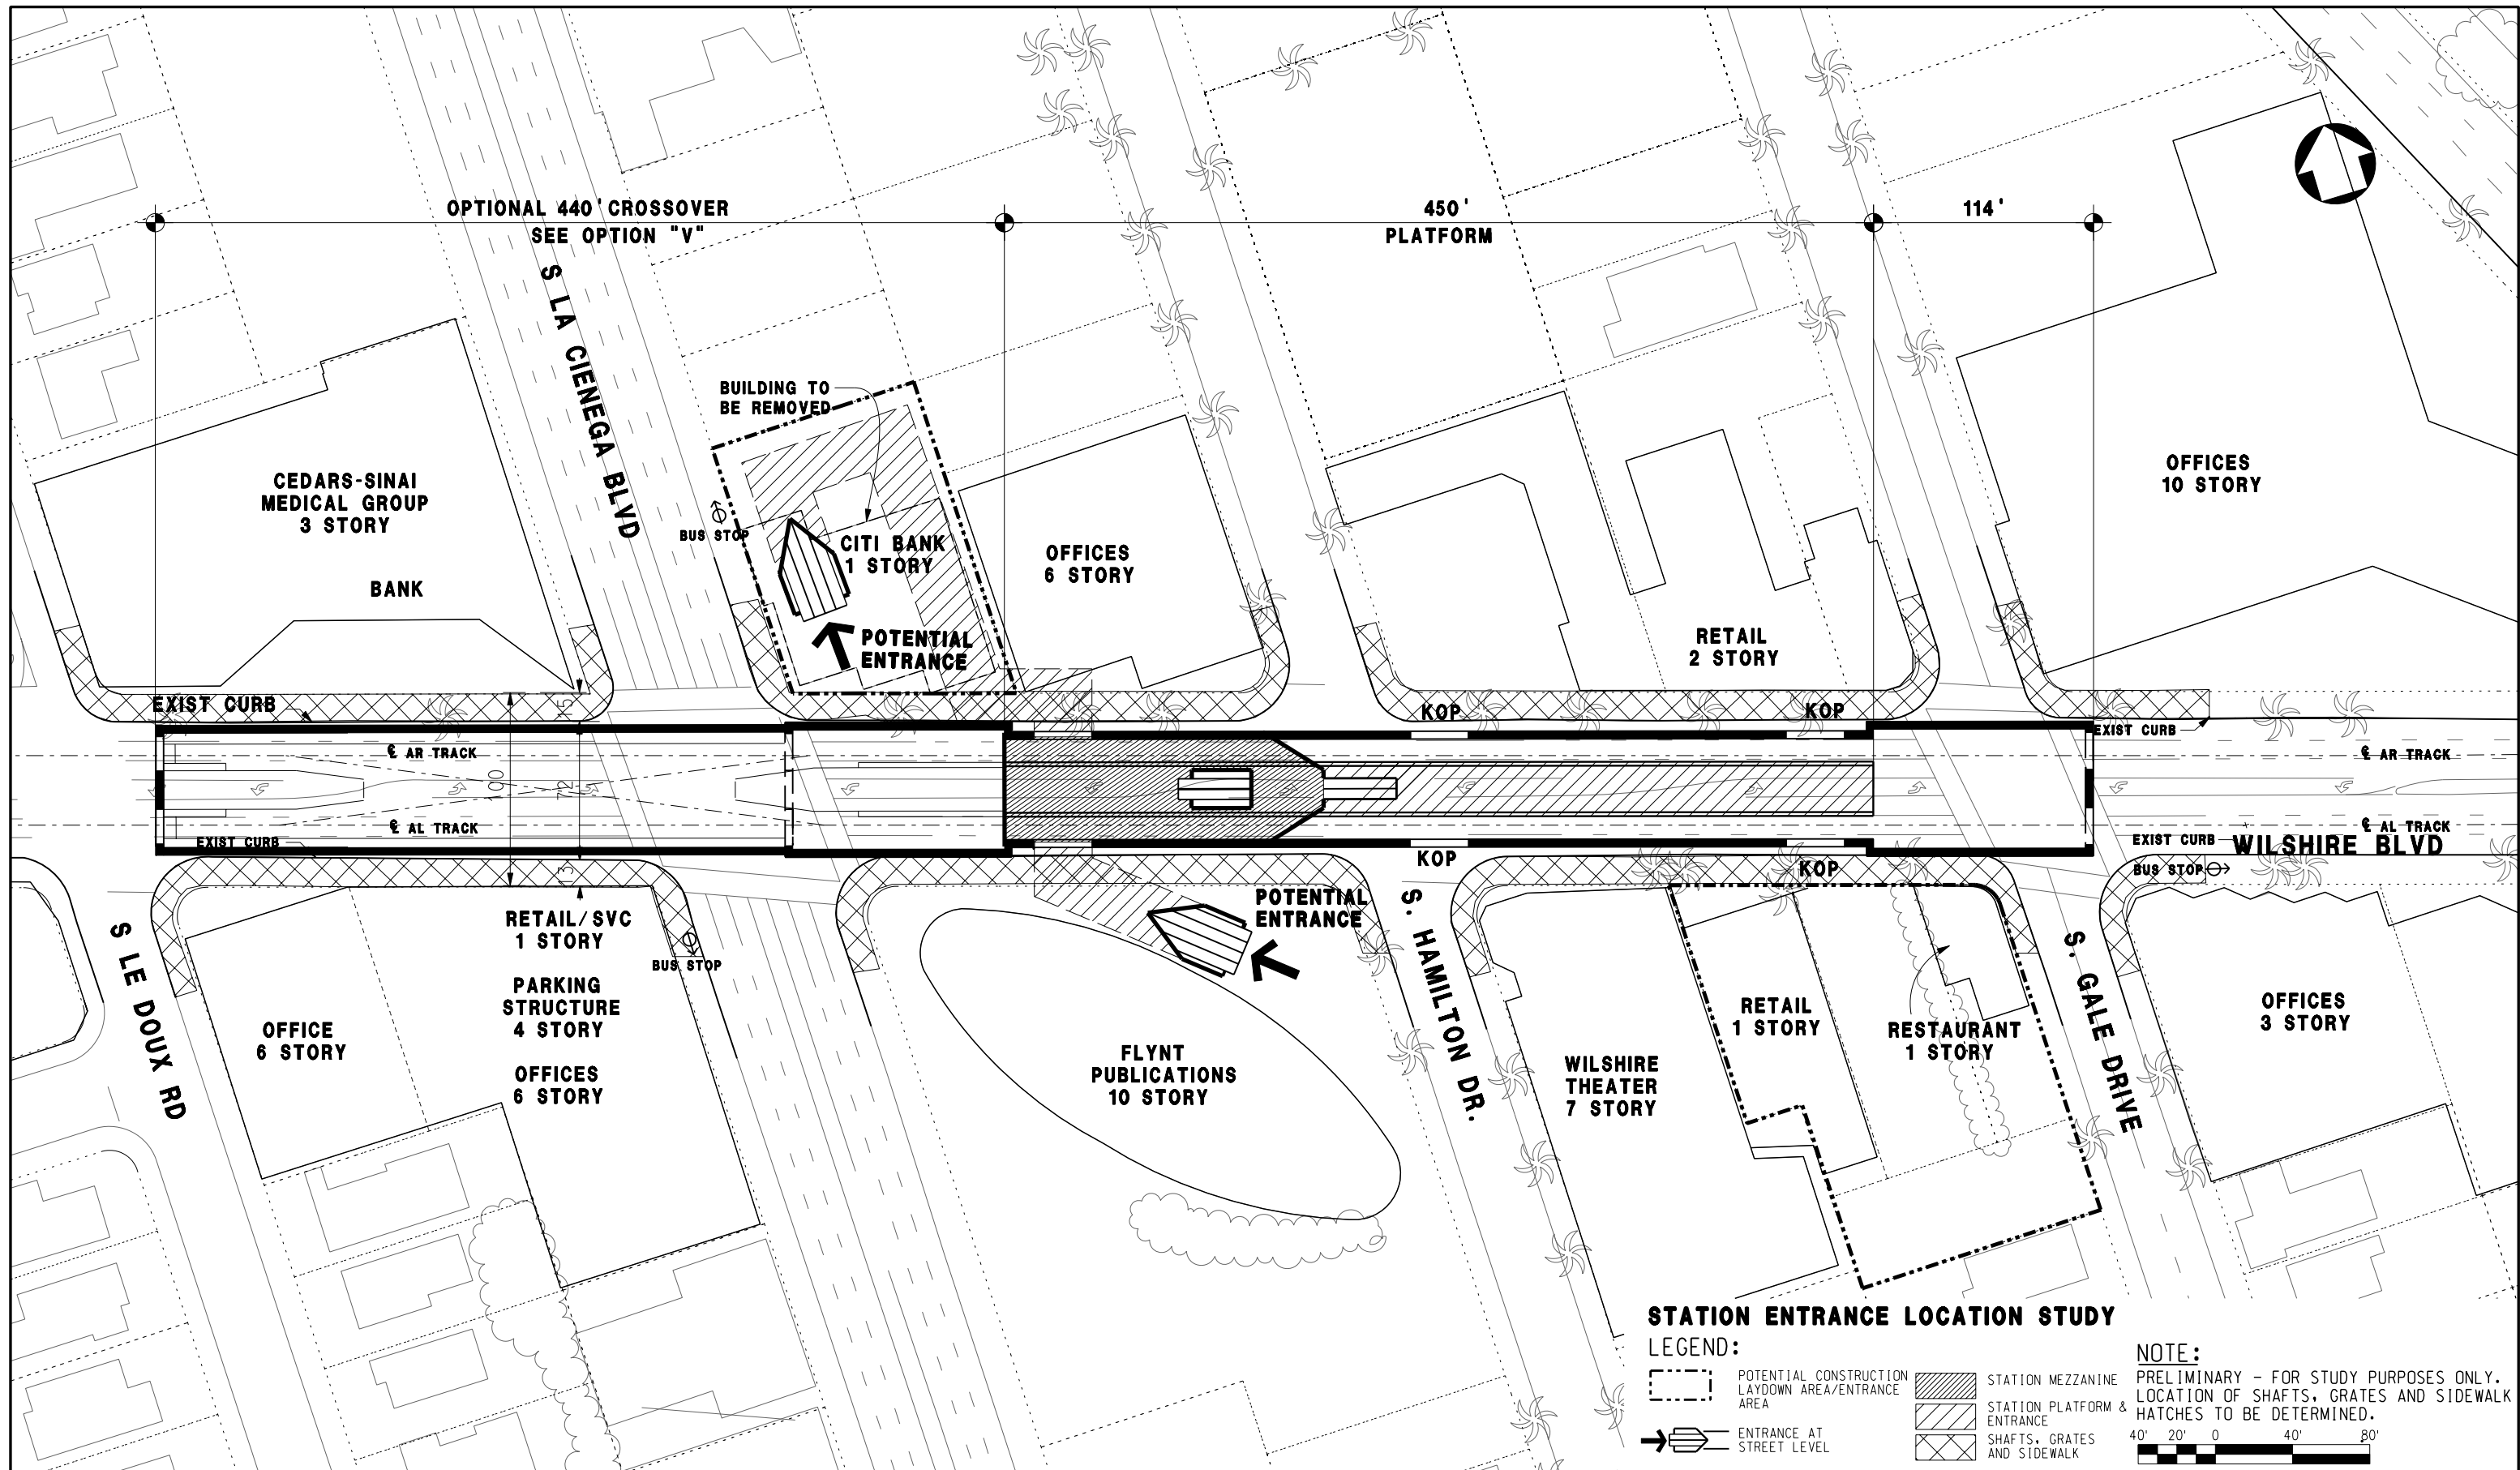 OPTIONAL 440' CROSSOVER
SEE OPTION "V"
450'
PLATFORM
114'
S LA CIENEGA BLVD
BUILDING TO
BE REMOVED
CEDARS-SINAI
MEDICAL GROUP
3 STORY
BANK
BUS STOP
CITI BANK
1 STORY
POTENTIAL
ENTRANCE
OFFICES
6 STORY
RETAIL
2 STORY
OFFICES
10 STORY
EXIST CURB
15
KOP
KOP
EXIST CURB
℄ AR TRACK
℄ AR TRACK
100
72
℄ AL TRACK
℄ AL TRACK
EXIST CURB
EXIST CURB
WILSHIRE BLVD
KOP
KOP
BUS STOP
13
S LE DOUX RD
RETAIL/SVC
1 STORY
BUS STOP
PARKING
STRUCTURE
4 STORY
OFFICE
6 STORY
OFFICES
6 STORY
POTENTIAL
ENTRANCE
FLYNT
PUBLICATIONS
10 STORY
S. HAMILTON DR.
WILSHIRE
THEATER
7 STORY
RETAIL
1 STORY
RESTAURANT
1 STORY
S. GALE DRIVE
OFFICES
3 STORY
STATION ENTRANCE LOCATION STUDY
LEGEND:
POTENTIAL CONSTRUCTION
LAYDOWN AREA/ENTRANCE
AREA
ENTRANCE AT
STREET LEVEL
STATION MEZZANINE
STATION PLATFORM &
ENTRANCE
SHAFTS, GRATES
AND SIDEWALK
NOTE:
PRELIMINARY - FOR STUDY PURPOSES ONLY.
LOCATION OF SHAFTS, GRATES AND SIDEWALK
HATCHES TO BE DETERMINED.
40' 20' 0 40' 80'